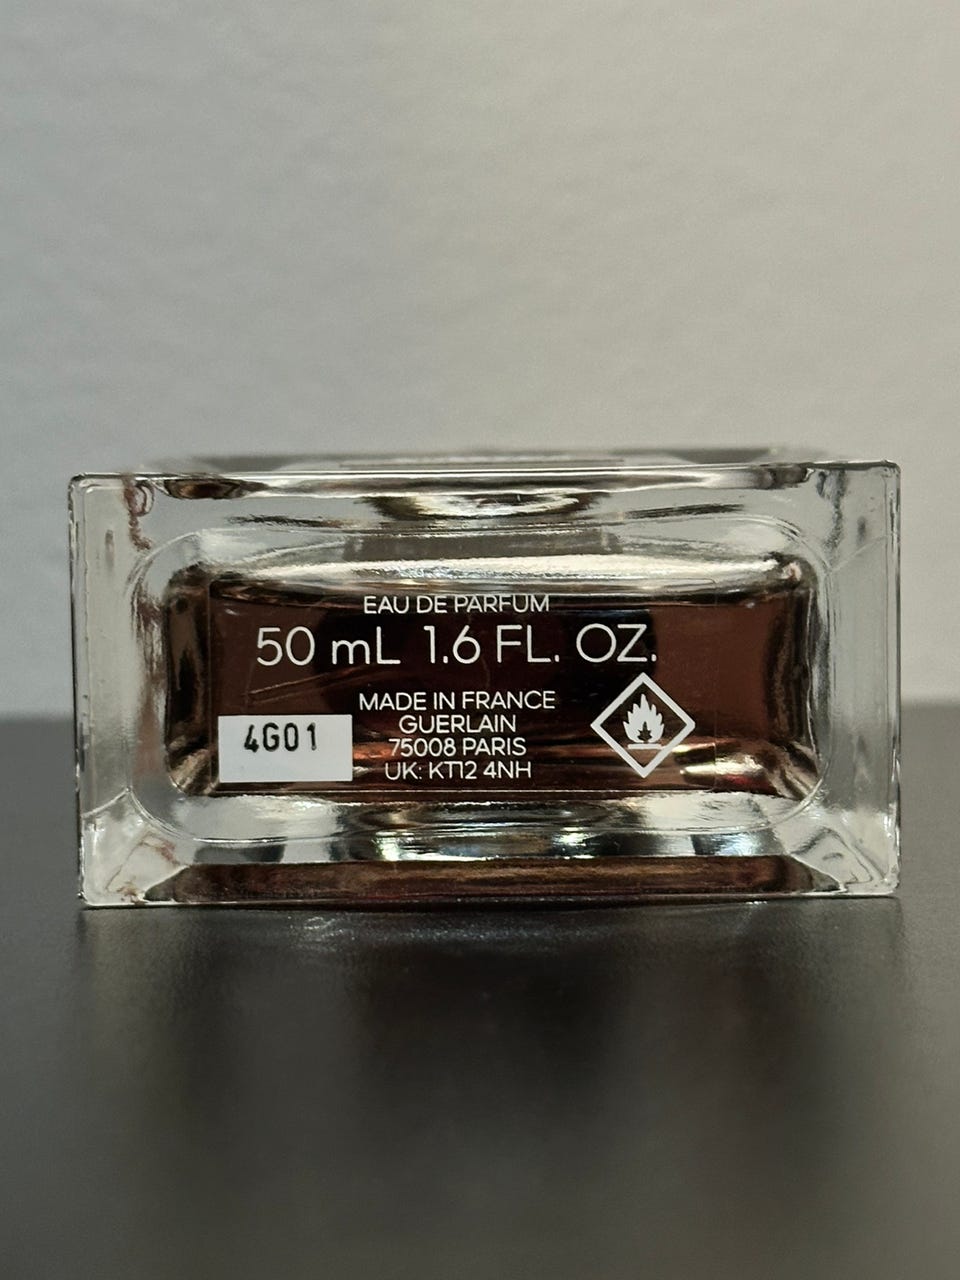 EAU DE PARFUM
50 mL 1.6 FL. OZ.
MADE IN FRANCE
GUERLAIN
75008 PARIS
UK: KT12 4NH
4G01